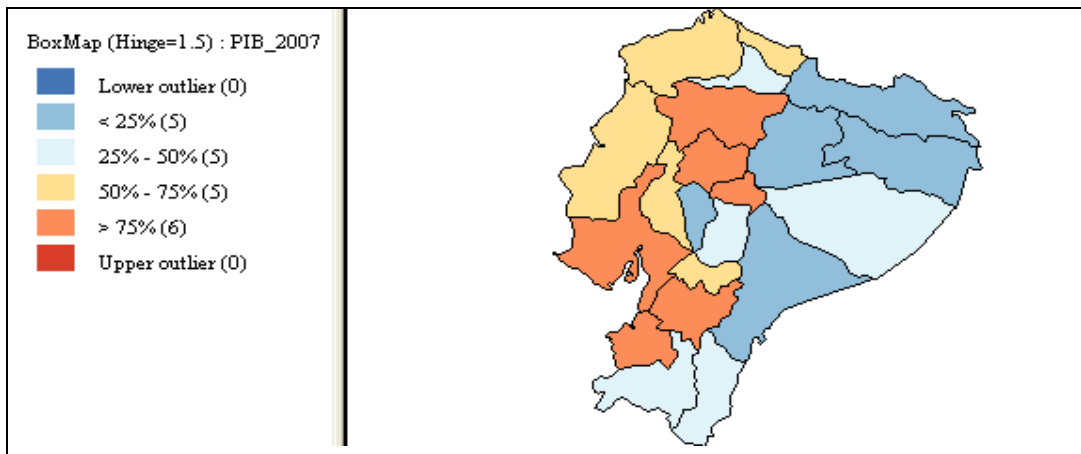 BoxMap (Hinge=1.5) : PIB_2007
Lower outlier (0)
< 25% (5)
25% - 50% (5)
50% - 75% (5)
> 75% (6)
Upper outlier (0)